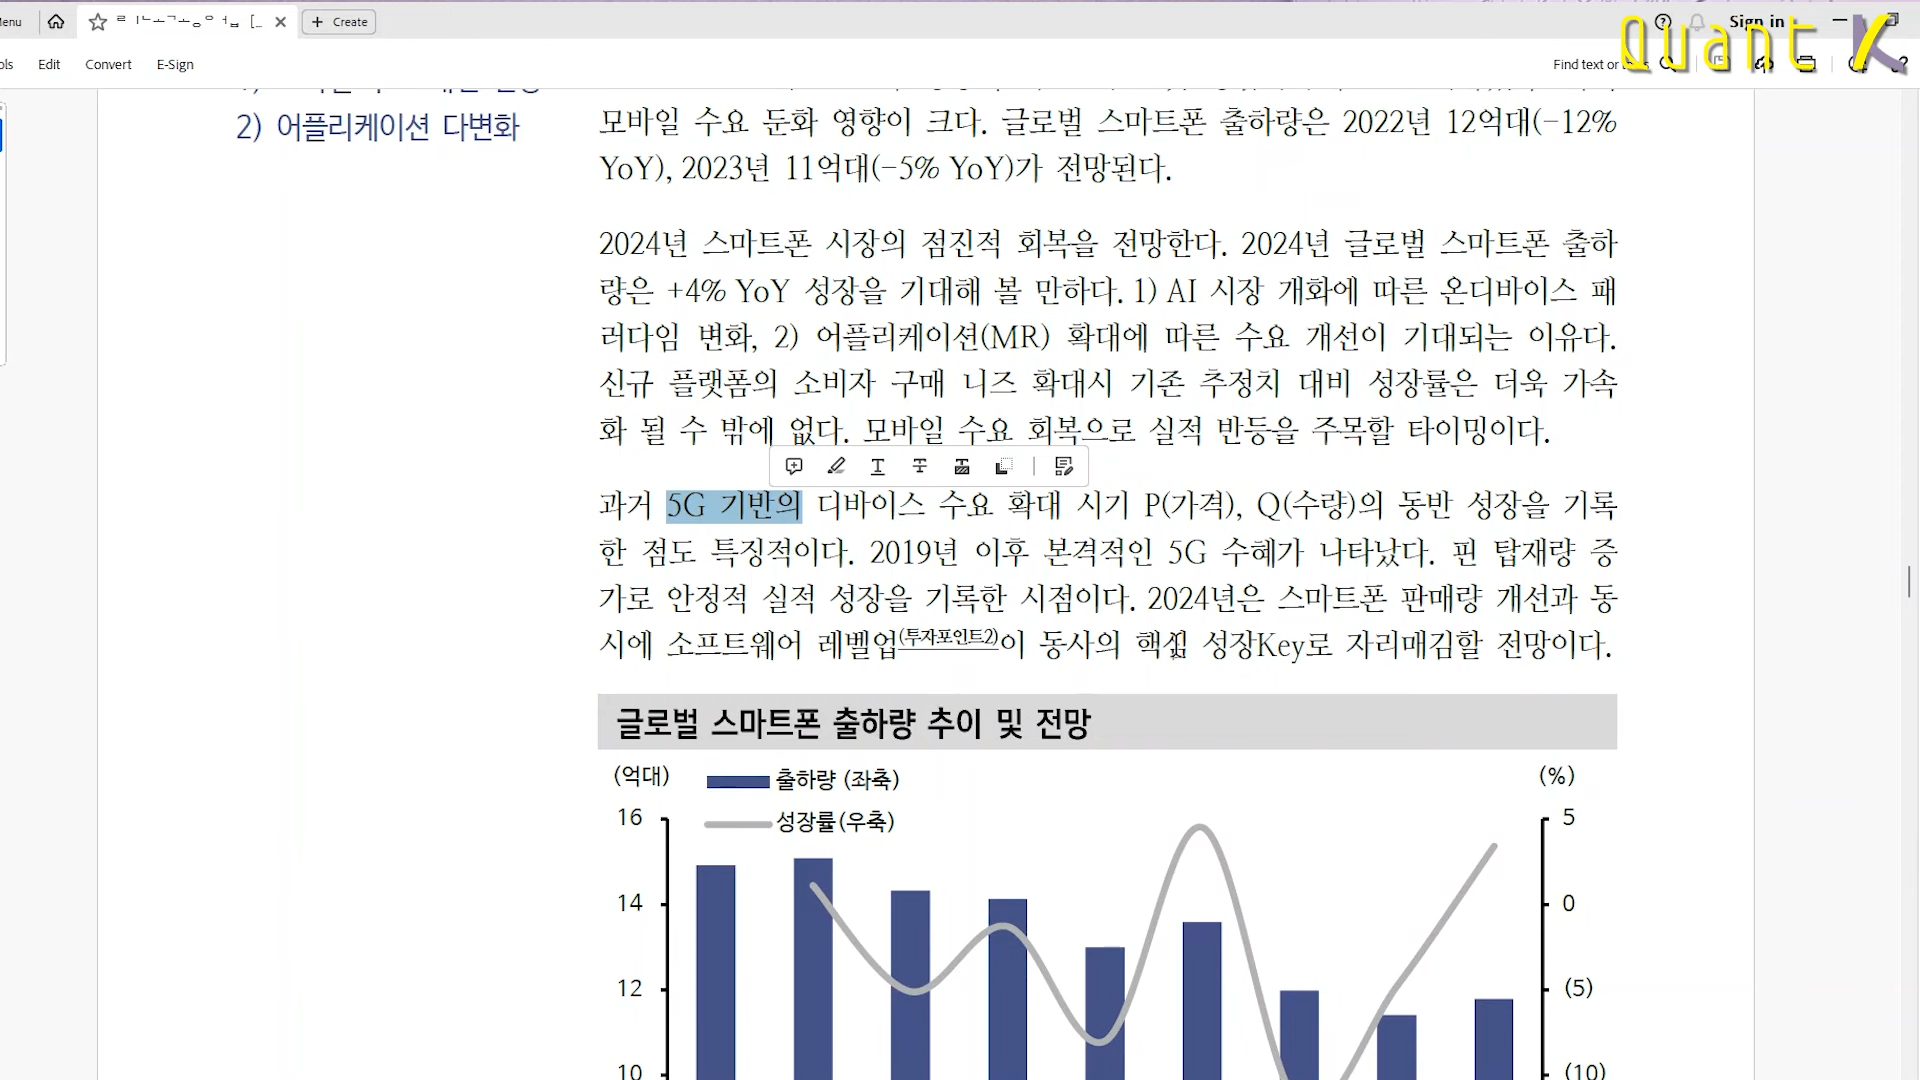 enu
Create
Sign in
Quant K
ols
Edit
Convert
E-Sign
Find text or
2) 어플리케이션 다변화
모바일 수요 둔화 영향이 크다. 글로벌 스마트폰 출하량은 2022년 12억대(-12%
YoY), 2023년 11억대(-5% YoY)가 전망된다.
2024년 스마트폰 시장의 점진적 회복을 전망한다. 2024년 글로벌 스마트폰 출하
량은 +4% YoY 성장을 기대해 볼 만하다. 1) AI 시장 개화에 따른 온디바이스 패
러다임 변화, 2) 어플리케이션(MR) 확대에 따른 수요 개선이 기대되는 이유다.
신규 플랫폼의 소비자 구매 니즈 확대시 기존 추정치 대비 성장률은 더욱 가속
화 될 수 밖에 없다. 모바일 수요 회복으로 실적 반등을 주목할 타이밍이다.
과거 5G 기반의 디바이스 수요 확대 시기 P(가격), Q(수량)의 동반 성장을 기록
한 점도 특징적이다. 2019년 이후 본격적인 5G 수혜가 나타났다. 핀 탑재량 증
가로 안정적 실적 성장을 기록한 시점이다. 2024년은 스마트폰 판매량 개선과 동
시에 소프트웨어 레벨업(투자포인트2)이 동사의 핵심 성장Key로 자리매김할 전망이다.
글로벌 스마트폰 출하량 추이 및 전망
(억대)
출하량 (좌축)
(%)
성장률(우축)
16
5
14
0
12
(5)
10
(10)